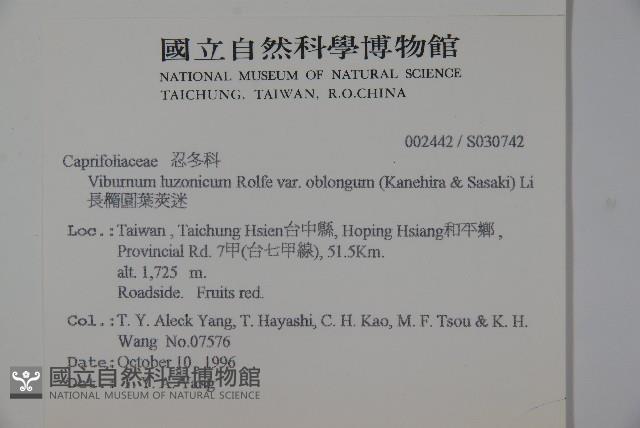 國立自然科學博物館
NATIONAL MUSEUM OF NATURAL SCIENCE
TAICHUNG, TAIWAN, R.O.CHINA
002442 / S030742
Caprifoliaceae 忍冬科
Viburnum luzonicum Rolfe var. oblongum (Kanehira & Sasaki) Li
長橢圓葉莢迷
Loc.:Taiwan , Taichung Hsien台中縣, Hoping Hsiang和平鄉 ,
Provincial Rd. 7甲(台七甲線), 51.5Km.
alt. 1,725 m.
Roadside. Fruits red.
Col.:T. Y. Aleck Yang, T. Hayashi, C. H. Kao, M. F. Tsou & K. H.
Wang No.07576
Date:October 10 1996
國立自然科學博物館
NATIONAL MUSEUM OF NATURAL SCIENCE